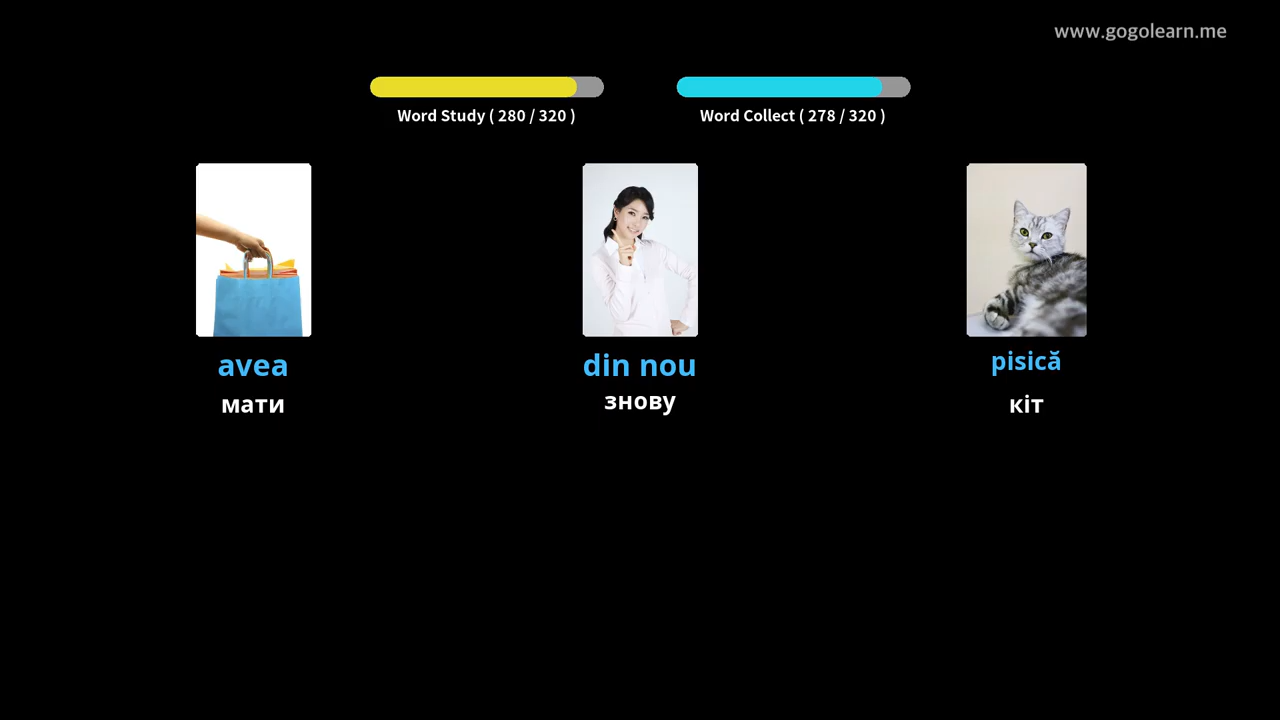 www.gogolearn.me
Word Study ( 280 / 320 )
Word Collect ( 278 / 320 )
avea
мати
din nou
знову
pisică
кіт